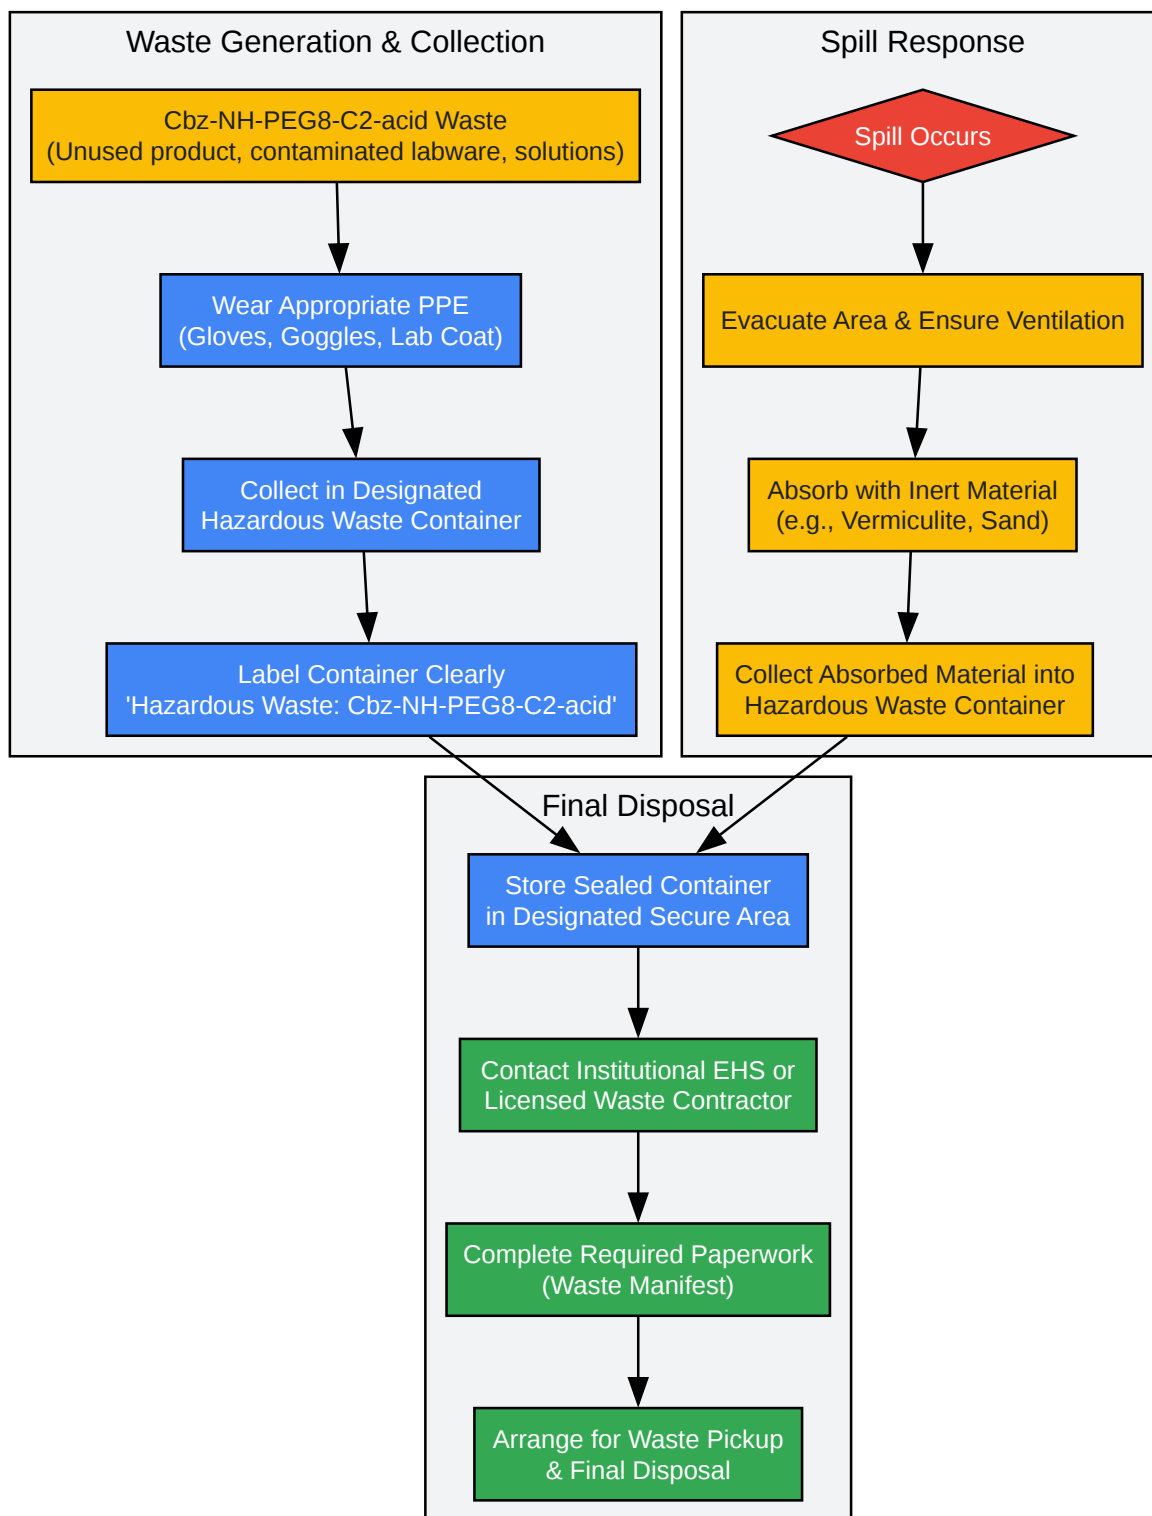 Waste Generation & Collection
Cbz-NH-PEG8-C2-acid Waste
(Unused product, contaminated labware, solutions)
Wear Appropriate PPE
(Gloves, Goggles, Lab Coat)
Collect in Designated
Hazardous Waste Container
Label Container Clearly
'Hazardous Waste: Cbz-NH-PEG8-C2-acid'
Spill Response
Spill Occurs
Evacuate Area & Ensure Ventilation
Absorb with Inert Material
(e.g., Vermiculite, Sand)
Collect Absorbed Material into
Hazardous Waste Container
Final Disposal
Store Sealed Container
in Designated Secure Area
Contact Institutional EHS or
Licensed Waste Contractor
Complete Required Paperwork
(Waste Manifest)
Arrange for Waste Pickup
& Final Disposal